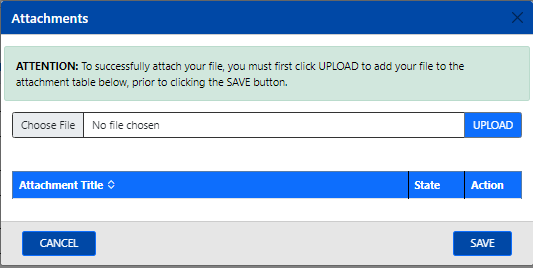 Attachments
ATTENTION: To successfully attach your file, you must first click UPLOAD to add your file to the
attachment table below, prior to clicking the SAVE button.
Choose File No file chosen UPLOAD
Attachment Title State Action
CANCEL SAVE